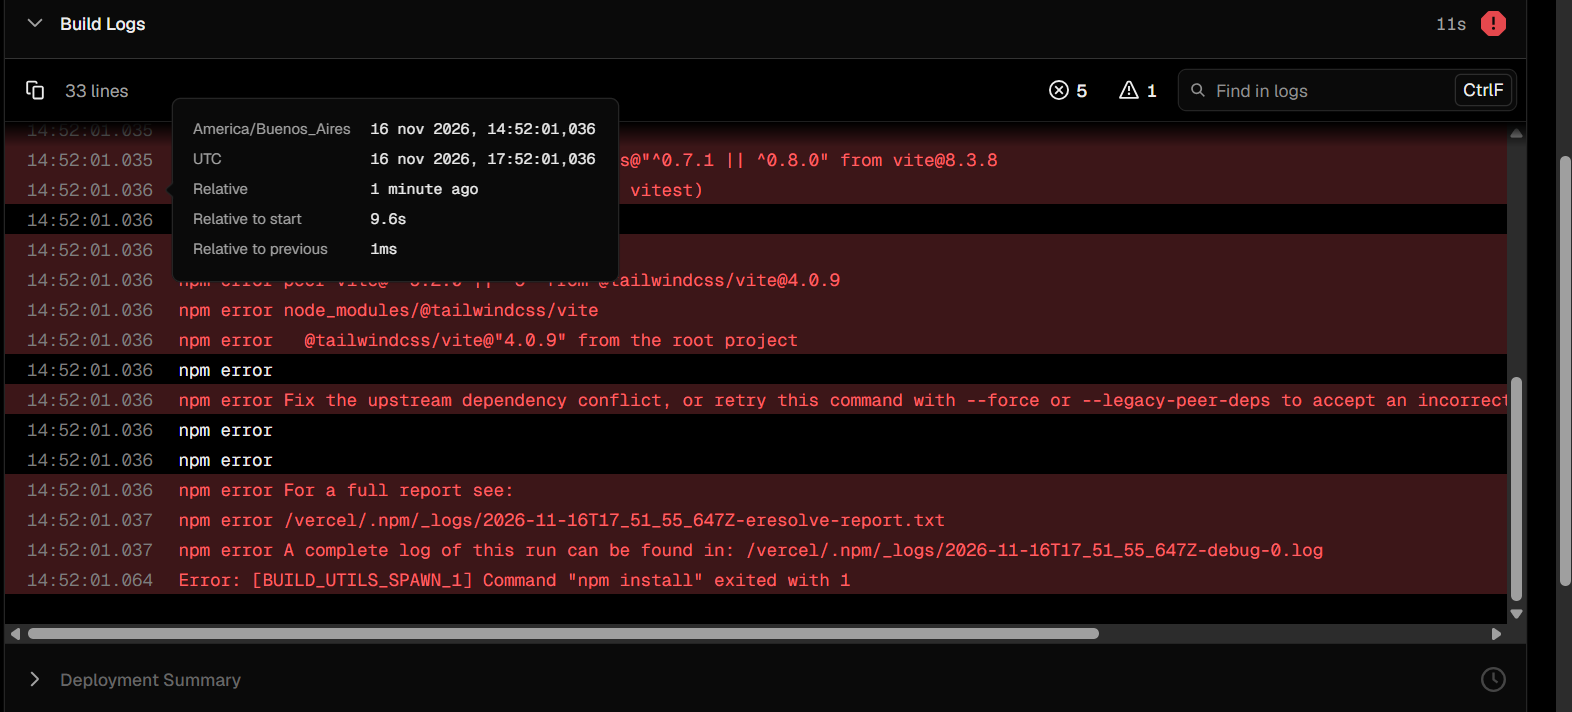 Build Logs
11s
33 lines
5
1
Find in logs
CtrlF
America/Buenos_Aires 16 nov 2026, 14:52:01,036
UTC 16 nov 2026, 17:52:01,036
Relative 1 minute ago
Relative to start 9.6s
Relative to previous 1ms
14:52:01.035
14:52:01.035 s@"^0.7.1 || ^0.8.0" from vite@8.3.8
14:52:01.036 vitest)
14:52:01.036
14:52:01.036
14:52:01.036 npm error peer from @tailwindcss/vite@4.0.9
14:52:01.036 npm error node_modules/@tailwindcss/vite
14:52:01.036 npm error   @tailwindcss/vite@"4.0.9" from the root project
14:52:01.036 npm error
14:52:01.036 npm error Fix the upstream dependency conflict, or retry this command with --force or --legacy-peer-deps to accept an incorrect
14:52:01.036 npm error
14:52:01.036 npm error
14:52:01.036 npm error For a full report see:
14:52:01.037 npm error /vercel/.npm/_logs/2026-11-16T17_51_55_647Z-eresolve-report.txt
14:52:01.037 npm error A complete log of this run can be found in: /vercel/.npm/_logs/2026-11-16T17_51_55_647Z-debug-0.log
14:52:01.064 Error: [BUILD_UTILS_SPAWN_1] Command "npm install" exited with 1
Deployment Summary